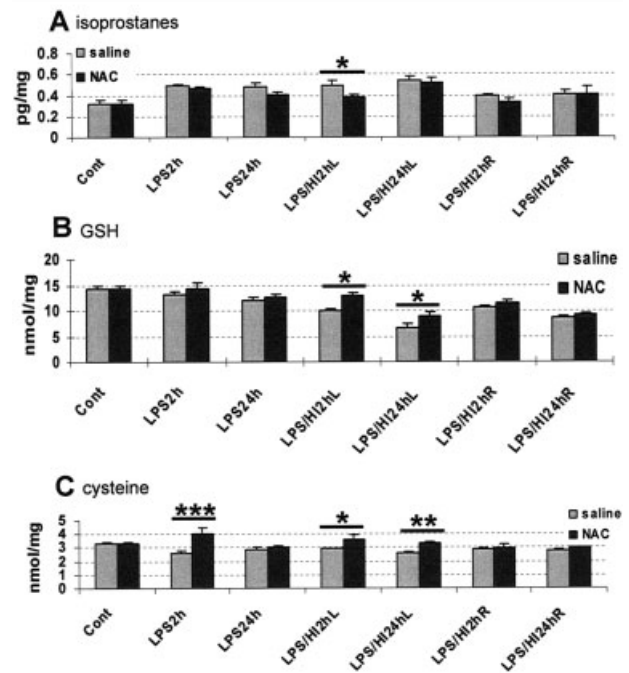 A isoprostanes
saline
NAC
*
pg/mg
0.8
0.6
0.4
0.2
0
Cont
LPS2h
LPS24h
LPS/HI2hL
LPS/HI24hL
LPS/HI2hR
LPS/HI24hR
B GSH
saline
NAC
*
*
nmol/mg
20
15
10
5
0
Cont
LPS2h
LPS24h
LPS/HI2hL
LPS/HI24hL
LPS/HI2hR
LPS/HI24hR
C cysteine
saline
NAC
***
*
**
nmol/mg
5
4
3
2
1
0
Cont
LPS2h
LPS24h
LPS/HI2hL
LPS/HI24hL
LPS/HI2hR
LPS/HI24hR